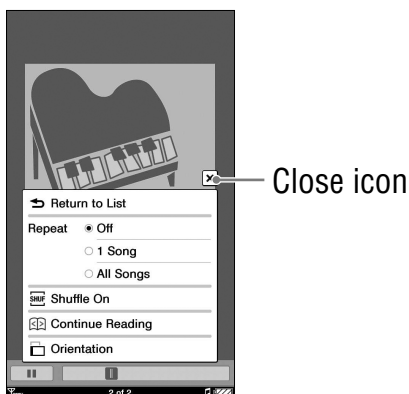 Close icon
Return to List
Repeat Off
1 Song
All Songs
SHUF Shuffle On
Continue Reading
Orientation
2 of 2